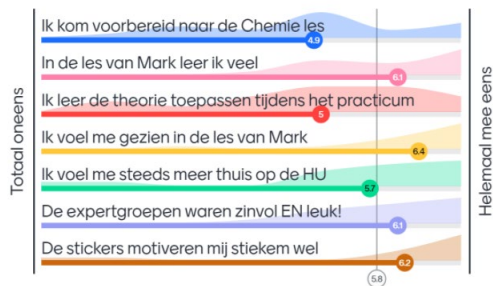 Ik kom voorbereid naar de Chemie les
4.9
In de les van Mark leer ik veel
6.1
Ik leer de theorie toepassen tijdens het practicum
5
Ik voel me gezien in de les van Mark
6.4
Ik voel me steeds meer thuis op de HU
5.7
De expertgroepen waren zinvol EN leuk!
6.1
De stickers motiveren mij stiekem wel
6.2
5.8
Totaal oneens
Helemaal mee eens